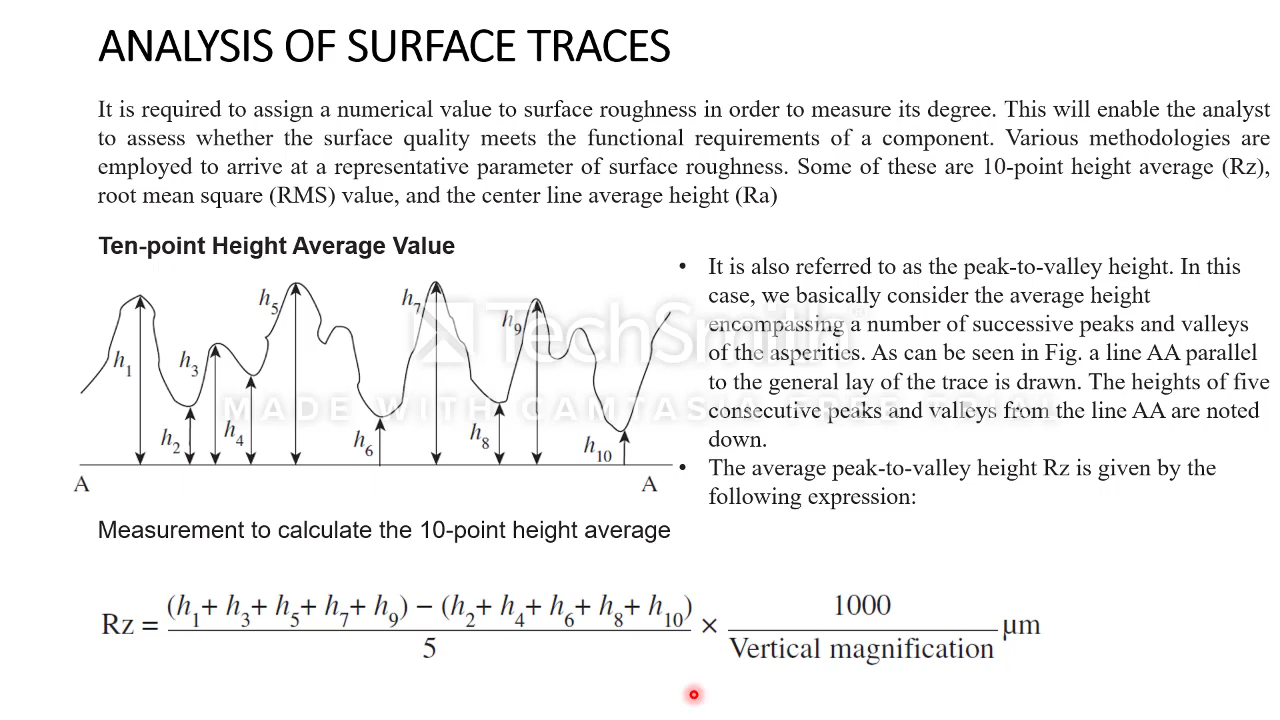 ANALYSIS OF SURFACE TRACES
It is required to assign a numerical value to surface roughness in order to measure its degree. This will enable the analyst
to assess whether the surface quality meets the functional requirements of a component. Various methodologies are
employed to arrive at a representative parameter of surface roughness. Some of these are 10-point height average (Rz),
root mean square (RMS) value, and the center line average height (Ra)
Ten-point Height Average Value
h1
h2
h3
h4
h5
h6
h7
h8
h9
h10
A
A
Measurement to calculate the 10-point height average
• It is also referred to as the peak-to-valley height. In this
case, we basically consider the average height
encompassing a number of successive peaks and valleys
of the asperities. As can be seen in Fig. a line AA parallel
to the general lay of the trace is drawn. The heights of five
consecutive peaks and valleys from the line AA are noted
down.
• The average peak-to-valley height Rz is given by the
following expression:
TechSmith
MADE WITH CAMTASIA FREE TRIAL
Rz = (h1+ h3+ h5+ h7+ h9) − (h2+ h4+ h6+ h8+ h10) / 5 × 1000 / Vertical magnification μm